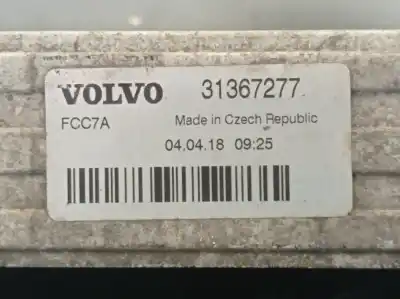 VOLVO 31367277
FCC7A Made in Czech Republic
04.04.18 09:25